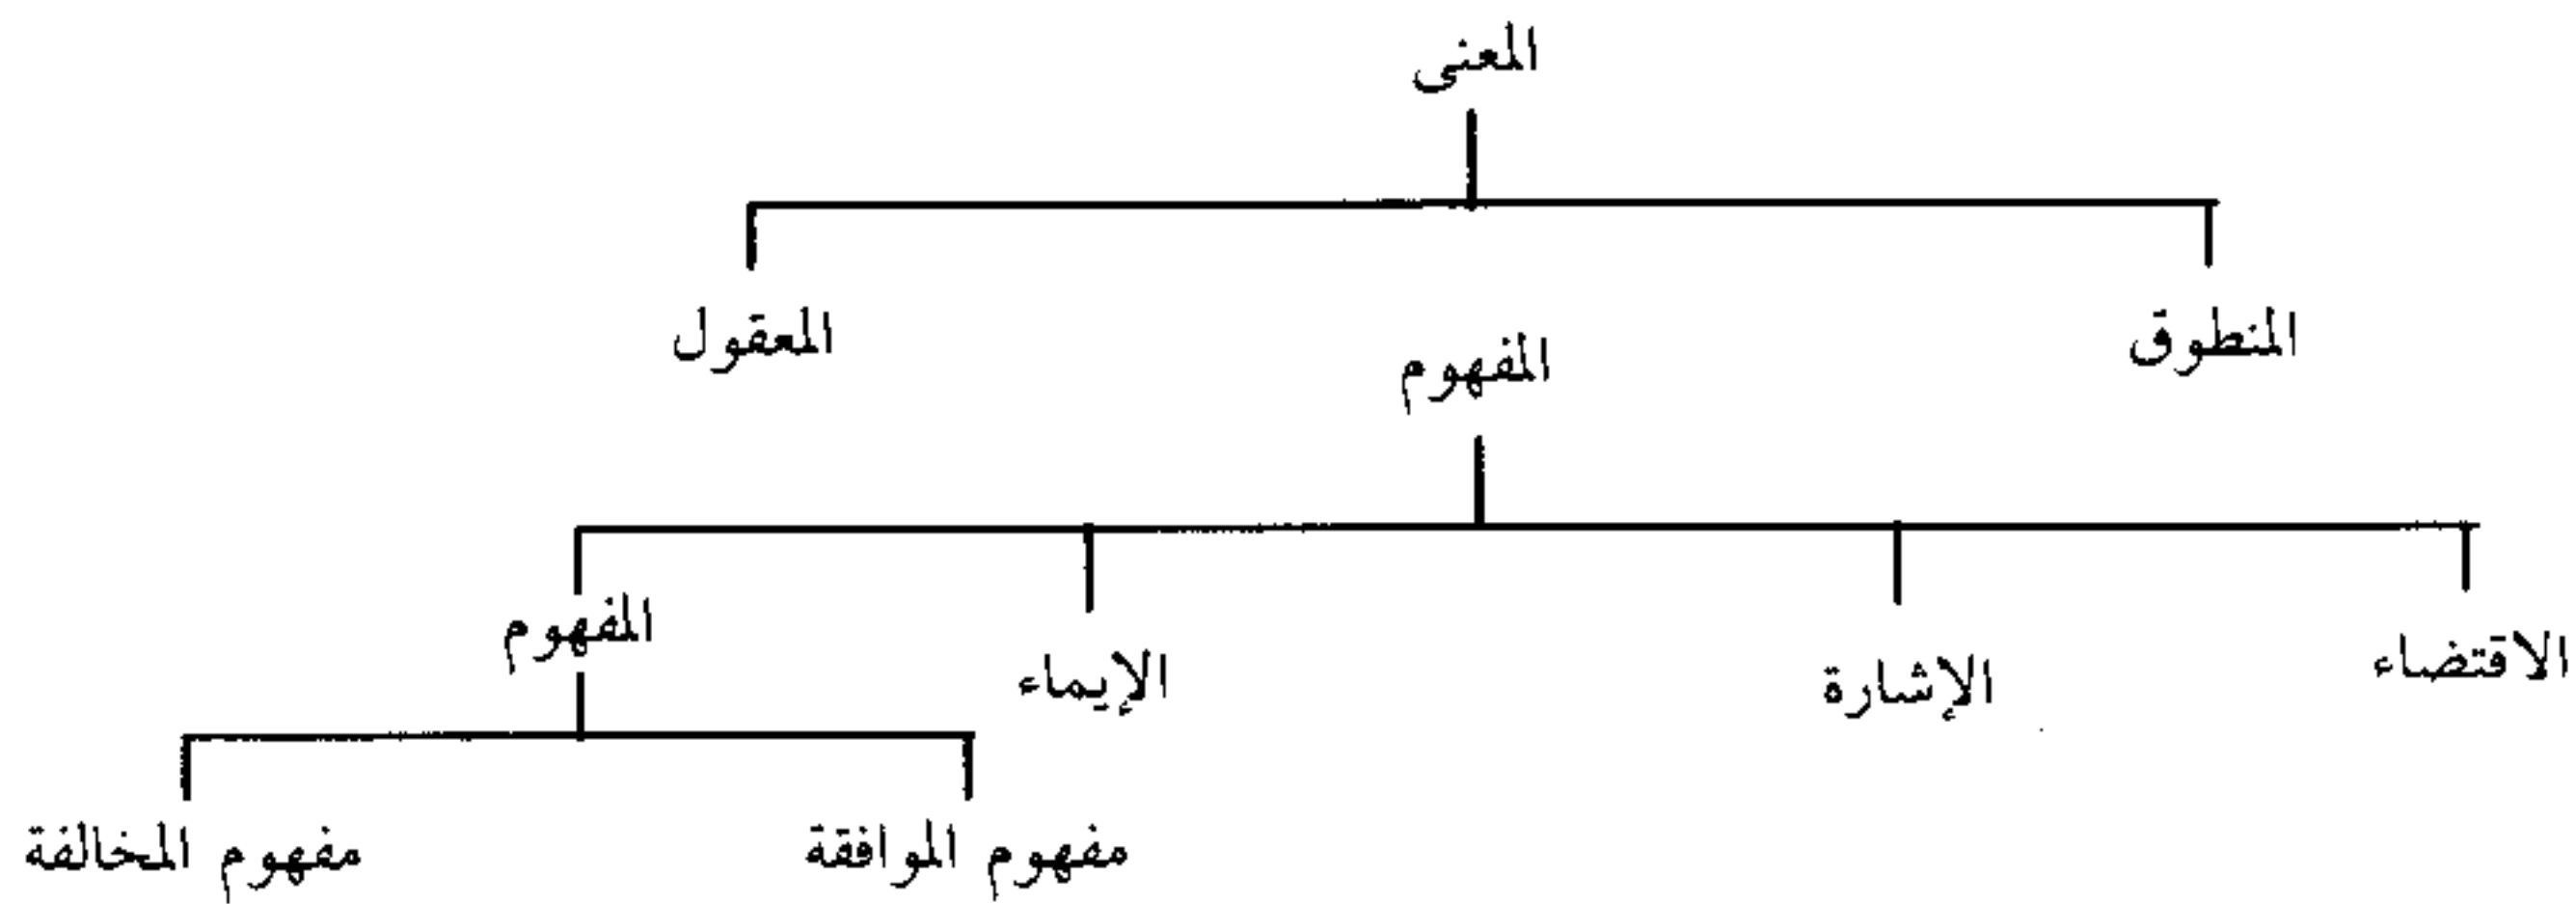 المعنى
المنطوق
المفهوم
المعقول
الاقتضاء
الإشارة
الإيماء
المفهوم
مفهوم الموافقة
مفهوم المخالفة